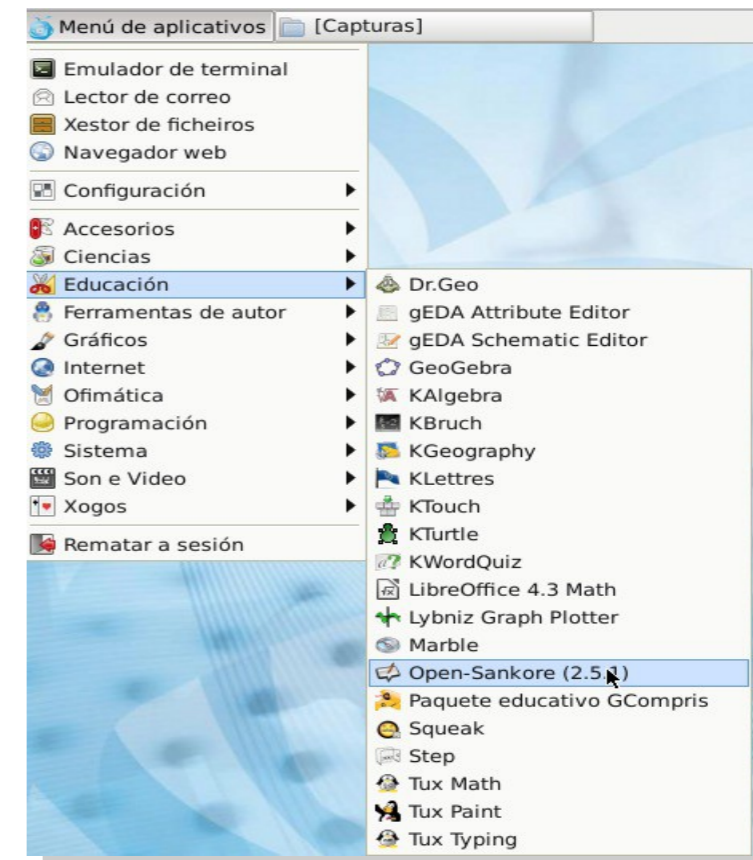 Menú de aplicativos [Capturas]
Emulador de terminal
Lector de correo
Xestor de ficheiros
Navegador web
Configuración
Accesorios
Ciencias
Educación
Ferramentas de autor
Gráficos
Internet
Ofimática
Programación
Sistema
Son e Video
Xogos
Rematar a sesión
Dr.Geo
gEDA Attribute Editor
gEDA Schematic Editor
GeoGebra
KAlgebra
KBruch
KGeography
KLettres
KTouch
KTurtle
KWordQuiz
LibreOffice 4.3 Math
Lybniz Graph Plotter
Marble
Open-Sankore (2.5.1)
Paquete educativo GCompris
Squeak
Step
Tux Math
Tux Paint
Tux Typing